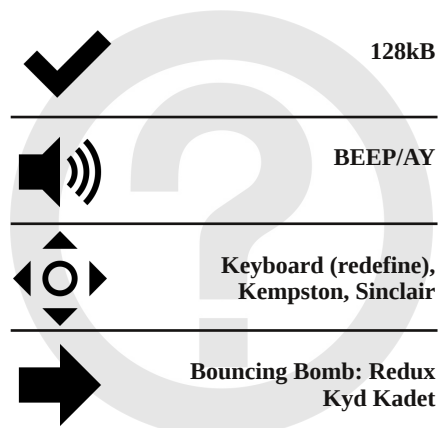 128kB
BEEP/AY
Keyboard (redefine),
Kempston, Sinclair
Bouncing Bomb: Redux
Kyd Kadet